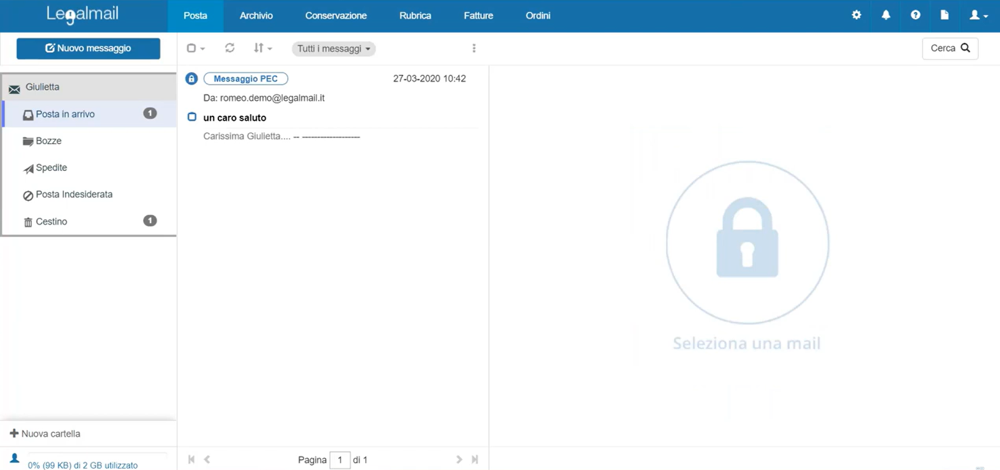 Legalmail
Posta
Archivio
Conservazione
Rubrica
Fatture
Ordini
Nuovo messaggio
Tutti i messaggi
Cerca
Giulietta
Posta in arrivo 1
Bozze
Spedite
Posta Indesiderata
Cestino 1
Messaggio PEC 27-03-2020 10:42
Da: romeo.demo@legalmail.it
un caro saluto
Carissima Giulietta.... -- --------------------
Seleziona una mail
Nuova cartella
0% (99 KB) di 2 GB utilizzato
Pagina 1 di 1